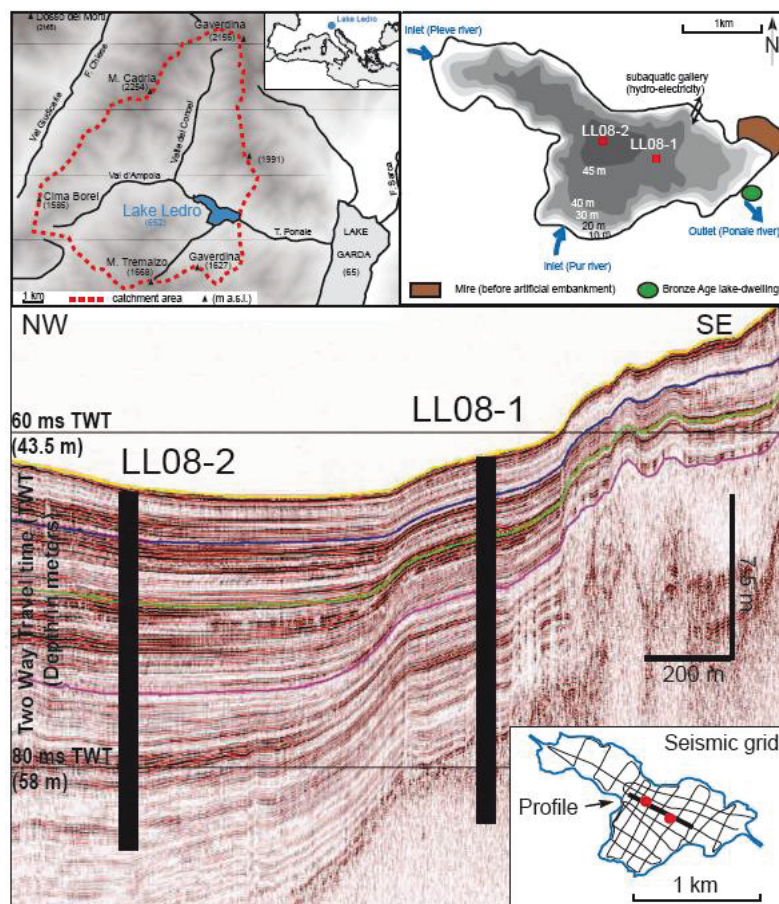 Dosso dei Morti
(2166)
Gaverdina
(2156)
Lake Ledro
F. Chiese
M. Cadria
(2254)
Val Giudicaria
Valle dei Concei
(1991)
Val d'Ampola
F. Sarca
Cima Borel
(1585)
Lake Ledro
(652)
T. Ponale
LAKE
GARDA
(65)
M. Tremalzo
(1668)
Gaverdina
(1627)
1 km
catchment area
(m a.s.l.)
1km
N
Inlet (Pieve river)
subaquatic gallery
(hydro-electricity)
LL08-2
LL08-1
45 m
40 m
30 m
20 m
10 m
Outlet (Ponale river)
Inlet (Pur river)
Mire (before artificial embankment)
Bronze Age lake-dwelling
NW
SE
60 ms TWT
(43.5 m)
LL08-1
LL08-2
Two Way Travel time (TWT)
(Depth in meters)
7.5 m
200 m
80 ms TWT
(58 m)
Seismic grid
Profile
1 km